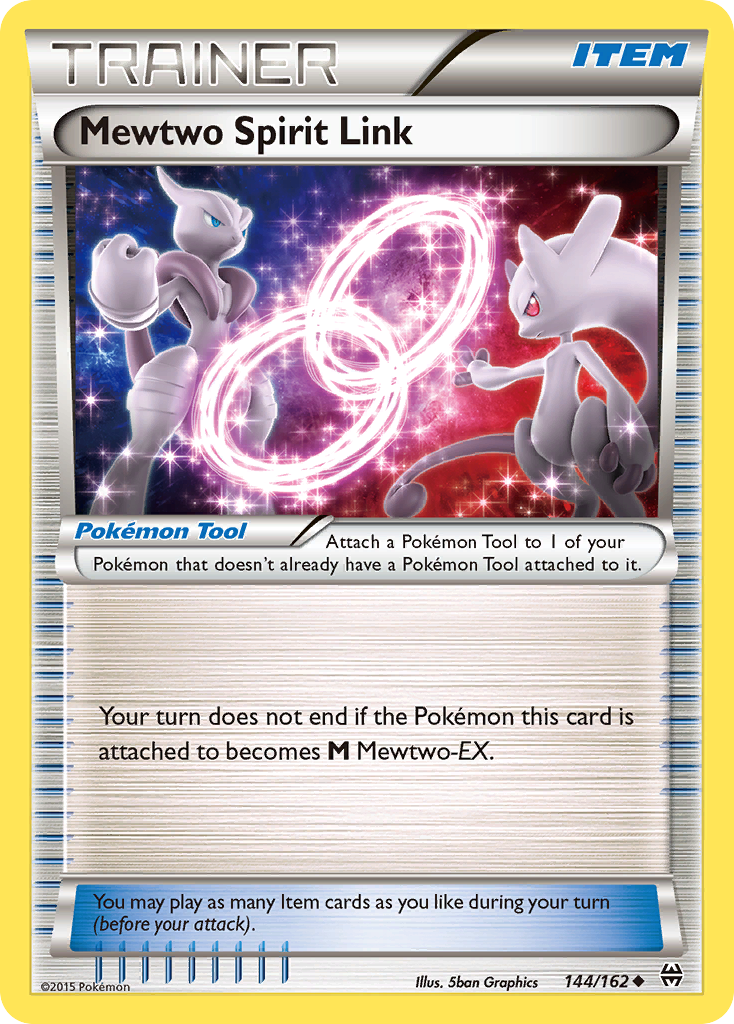 TRAINER
ITEM
Mewtwo Spirit Link
Pokémon Tool
Attach a Pokémon Tool to 1 of your
Pokémon that doesn't already have a Pokémon Tool attached to it.
Your turn does not end if the Pokémon this card is
attached to becomes M Mewtwo-EX.
You may play as many Item cards as you like during your turn
(before your attack).
©2015 Pokémon
Illus. 5ban Graphics
144/162